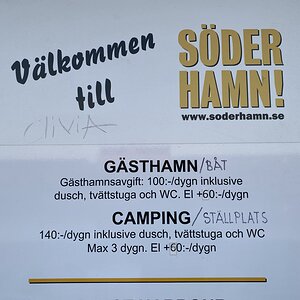 Välkommen
till
OliviA
SÖDER
HAMN!
www.soderhamn.se
GÄSTHAMN/BÅT
Gästhamnsavgift: 100:-/dygn inklusive
dusch, tvättstuga och WC. El +60:-/dygn
CAMPING/STÄLLPLATS
140:-/dygn inklusive dusch, tvättstuga och WC
Max 3 dygn. El +60:-/dygn